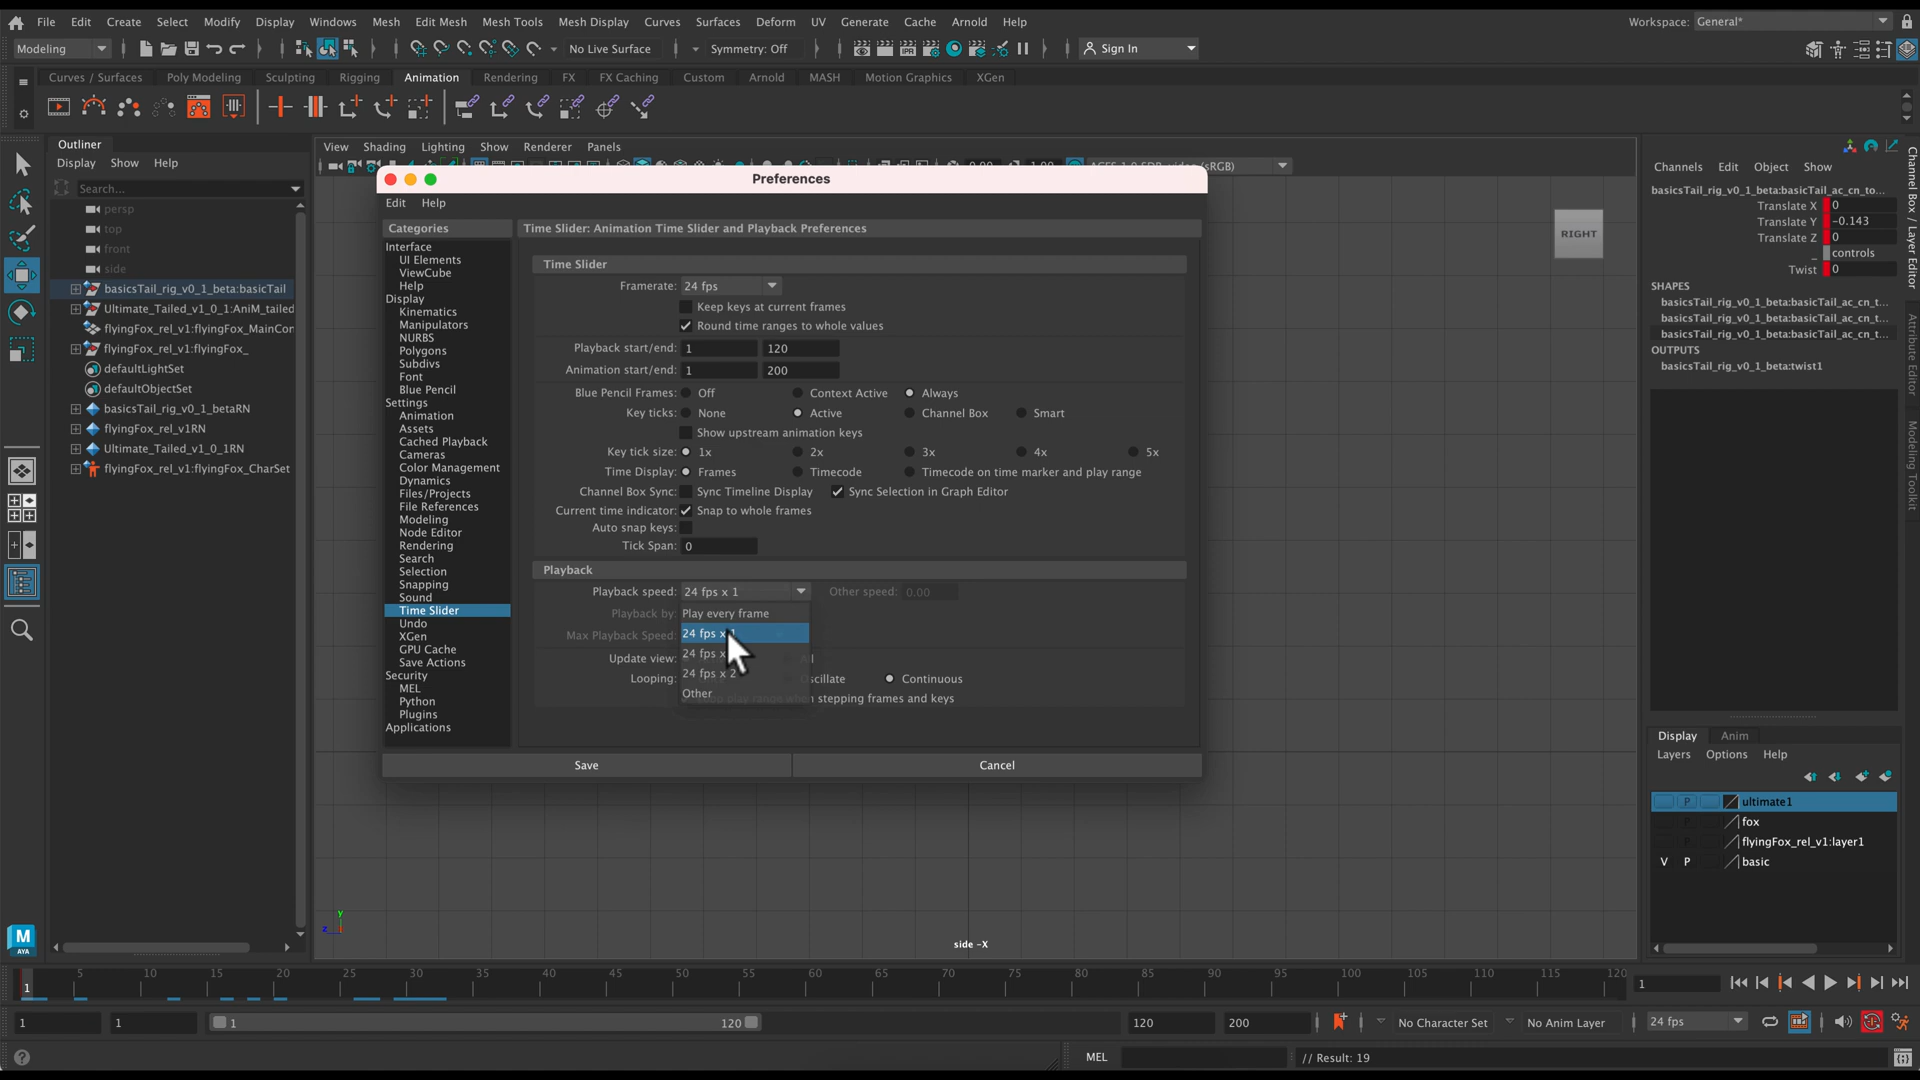 File Edit Create Select Modify Display Windows Mesh Edit Mesh Mesh Tools Mesh Display Curves Surfaces Deform UV Generate Cache Arnold Help Workspace: General*
Modeling No Live Surface Symmetry: Off Sign In
Curves / Surfaces Poly Modeling Sculpting Rigging Animation Rendering FX FX Caching Custom Arnold MASH Motion Graphics XGen
Outliner
Display Show Help
Search...
persp
top
front
side
basicsTail_rig_v0_1_beta:basicTail
Ultimate_Tailed_v1_0_1:AniM_tailed
flyingFox_rel_v1:flyingFox_MainCon
flyingFox_rel_v1:flyingFox_
defaultLightSet
defaultObjectSet
basicsTail_rig_v0_1_betaRN
flyingFox_rel_v1RN
Ultimate_Tailed_v1_0_1RN
flyingFox_rel_v1:flyingFox_CharSet
View Shading Lighting Show Renderer Panels
Preferences
Edit Help
Categories
Interface
UI Elements
ViewCube
Help
Display
Kinematics
Manipulators
NURBS
Polygons
Subdivs
Font
Blue Pencil
Settings
Animation
Assets
Cached Playback
Cameras
Color Management
Dynamics
Files/Projects
File References
Modeling
Node Editor
Rendering
Search
Selection
Snapping
Sound
Time Slider
Undo
XGen
GPU Cache
Save Actions
Security
MEL
Python
Plugins
Applications
Time Slider: Animation Time Slider and Playback Preferences
Time Slider
Framerate: 24 fps
Keep keys at current frames
Round time ranges to whole values
Playback start/end: 1 120
Animation start/end: 1 200
Blue Pencil Frames: Off Context Active Always
Key ticks: None Active Channel Box Smart
Show upstream animation keys
Key tick size: 1x 2x 3x 4x 5x
Time Display: Frames Timecode Timecode on time marker and play range
Channel Box Sync: Sync Timeline Display Sync Selection in Graph Editor
Current time indicator: Snap to whole frames
Auto snap keys:
Tick Span: 0
Playback
Playback speed: 24 fps x 1 Other speed: 0.00
Playback by: Play every frame
Max Playback Speed: 24 fps x 1
Update view: 24 fps x
24 fps x 2
Looping: Oscillate Continuous
Other
when stepping frames and keys
Save Cancel
RIGHT
side -X
y
z
Channels Edit Object Show
basicsTail_rig_v0_1_beta:basicTail_ac_cn_to...
Translate X 0
Translate Y -0.143
Translate Z 0
_ controls
Twist 0
SHAPES
basicsTail_rig_v0_1_beta:basicTail_ac_cn_t...
basicsTail_rig_v0_1_beta:basicTail_ac_cn_t...
basicsTail_rig_v0_1_beta:basicTail_ac_cn_t...
OUTPUTS
basicsTail_rig_v0_1_beta:twist1
Channel Box / Layer Editor
Attribute Editor
Modeling Toolkit
Display Anim
Layers Options Help
P ultimate1
fox
flyingFox_rel_v1:layer1
V P basic
M
AYA
5 10 15 20 25 30 35 40 45 50 55 60 65 70 75 80 85 90 95 100 105 110 115 120
1 1
1 1 1 120 120 200 No Character Set No Anim Layer 24 fps
MEL // Result: 19